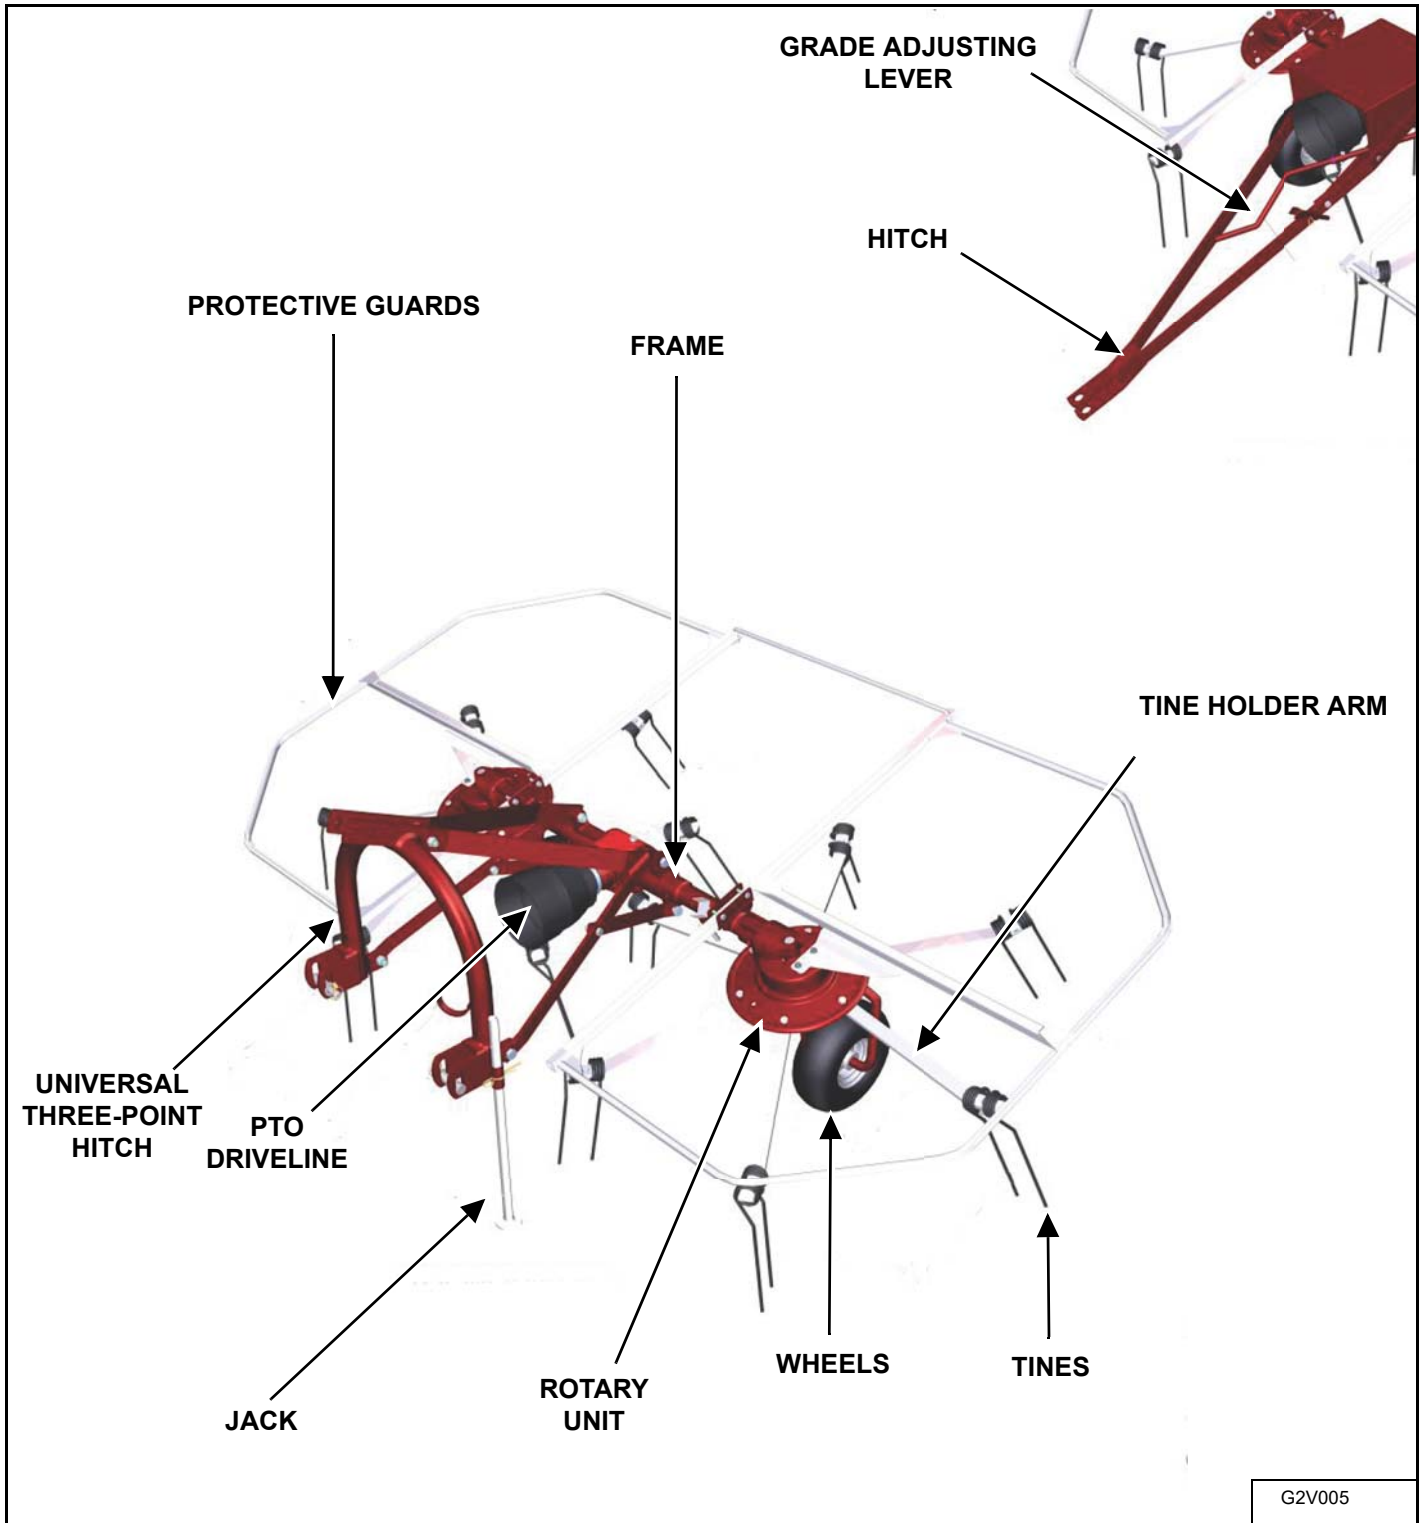 GRADE ADJUSTING
LEVER
HITCH
PROTECTIVE GUARDS
FRAME
TINE HOLDER ARM
UNIVERSAL
THREE-POINT
HITCH
PTO
DRIVELINE
JACK
ROTARY
UNIT
WHEELS
TINES
G2V005